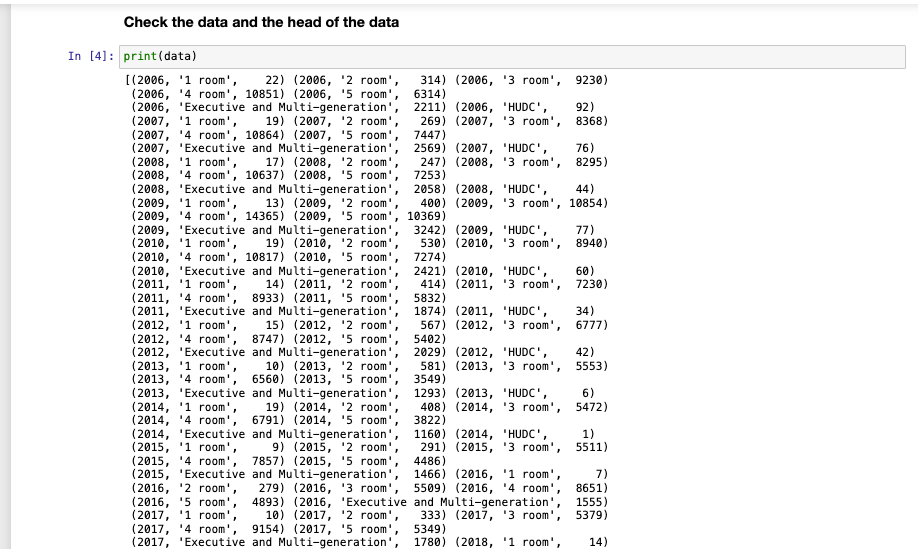 Check the data and the head of the data
In [4]: print(data)
[(2006, '1 room', 22) (2006, '2 room', 314) (2006, '3 room', 9230)
(2006, '4 room', 10851) (2006, '5 room', 6314)
(2006, 'Executive and Multi-generation', 2211) (2006, 'HUDC', 92)
(2007, '1 room', 19) (2007, '2 room', 269) (2007, '3 room', 8368)
(2007, '4 room', 10864) (2007, '5 room', 7447)
(2007, 'Executive and Multi-generation', 2569) (2007, 'HUDC', 76)
(2008, '1 room', 17) (2008, '2 room', 247) (2008, '3 room', 8295)
(2008, '4 room', 10637) (2008, '5 room', 7253)
(2008, 'Executive and Multi-generation', 2058) (2008, 'HUDC', 44)
(2009, '1 room', 13) (2009, '2 room', 400) (2009, '3 room', 10854)
(2009, '4 room', 14365) (2009, '5 room', 10369)
(2009, 'Executive and Multi-generation', 3242) (2009, 'HUDC', 77)
(2010, '1 room', 19) (2010, '2 room', 530) (2010, '3 room', 8940)
(2010, '4 room', 10817) (2010, '5 room', 7274)
(2010, 'Executive and Multi-generation', 2421) (2010, 'HUDC', 60)
(2011, '1 room', 14) (2011, '2 room', 414) (2011, '3 room', 7230)
(2011, '4 room', 8933) (2011, '5 room', 5832)
(2011, 'Executive and Multi-generation', 1874) (2011, 'HUDC', 34)
(2012, '1 room', 15) (2012, '2 room', 567) (2012, '3 room', 6777)
(2012, '4 room', 8747) (2012, '5 room', 5402)
(2012, 'Executive and Multi-generation', 2029) (2012, 'HUDC', 42)
(2013, '1 room', 10) (2013, '2 room', 581) (2013, '3 room', 5553)
(2013, '4 room', 6560) (2013, '5 room', 3549)
(2013, 'Executive and Multi-generation', 1293) (2013, 'HUDC', 6)
(2014, '1 room', 19) (2014, '2 room', 408) (2014, '3 room', 5472)
(2014, '4 room', 6791) (2014, '5 room', 3822)
(2014, 'Executive and Multi-generation', 1160) (2014, 'HUDC', 1)
(2015, '1 room', 9) (2015, '2 room', 291) (2015, '3 room', 5511)
(2015, '4 room', 7857) (2015, '5 room', 4486)
(2015, 'Executive and Multi-generation', 1466) (2016, '1 room', 7)
(2016, '2 room', 279) (2016, '3 room', 5509) (2016, '4 room', 8651)
(2016, '5 room', 4893) (2016, 'Executive and Multi-generation', 1555)
(2017, '1 room', 10) (2017, '2 room', 333) (2017, '3 room', 5379)
(2017, '4 room', 9154) (2017, '5 room', 5349)
(2017, 'Executive and Multi-generation', 1780) (2018, '1 room', 14)